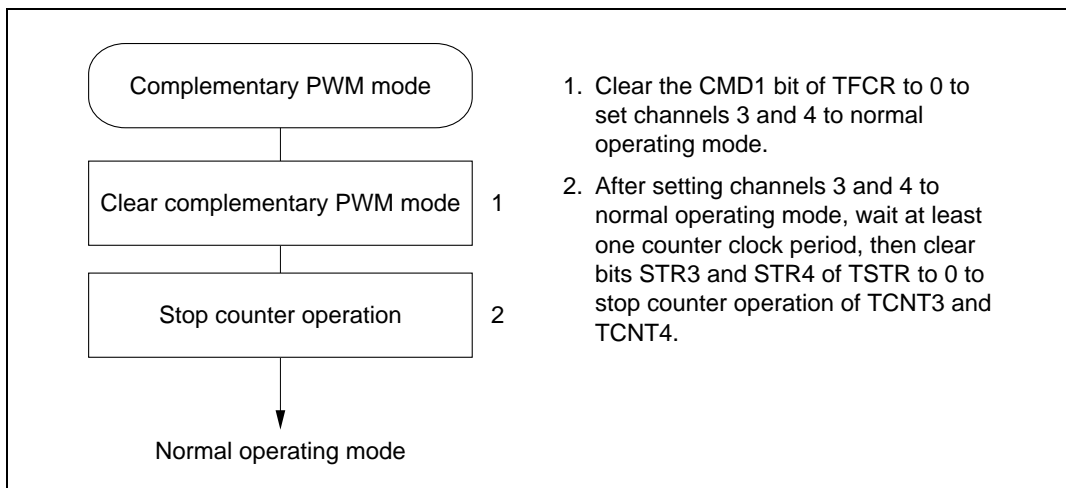 Complementary PWM mode
Clear complementary PWM mode 1
Stop counter operation 2
Normal operating mode
1. Clear the CMD1 bit of TFCR to 0 to
set channels 3 and 4 to normal
operating mode.
2. After setting channels 3 and 4 to
normal operating mode, wait at least
one counter clock period, then clear
bits STR3 and STR4 of TSTR to 0 to
stop counter operation of TCNT3 and
TCNT4.